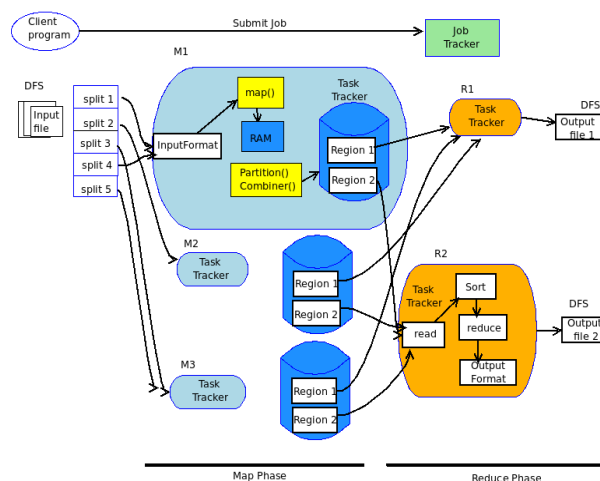 Client
program
Submit Job
Job
Tracker
M1
DFS
split 1
split 2
split 3
split 4
split 5
Input
file
InputFormat
map()
RAM
Partition()
Combiner()
Task
Tracker
Region 1
Region 2
R1
Task
Tracker
DFS
Output
file 1
M2
Task
Tracker
Region 1
Region 2
R2
Task
Tracker
Sort
read
reduce
Output
Format
DFS
Output
file 2
M3
Task
Tracker
Region 1
Region 2
Map Phase
Reduce Phase